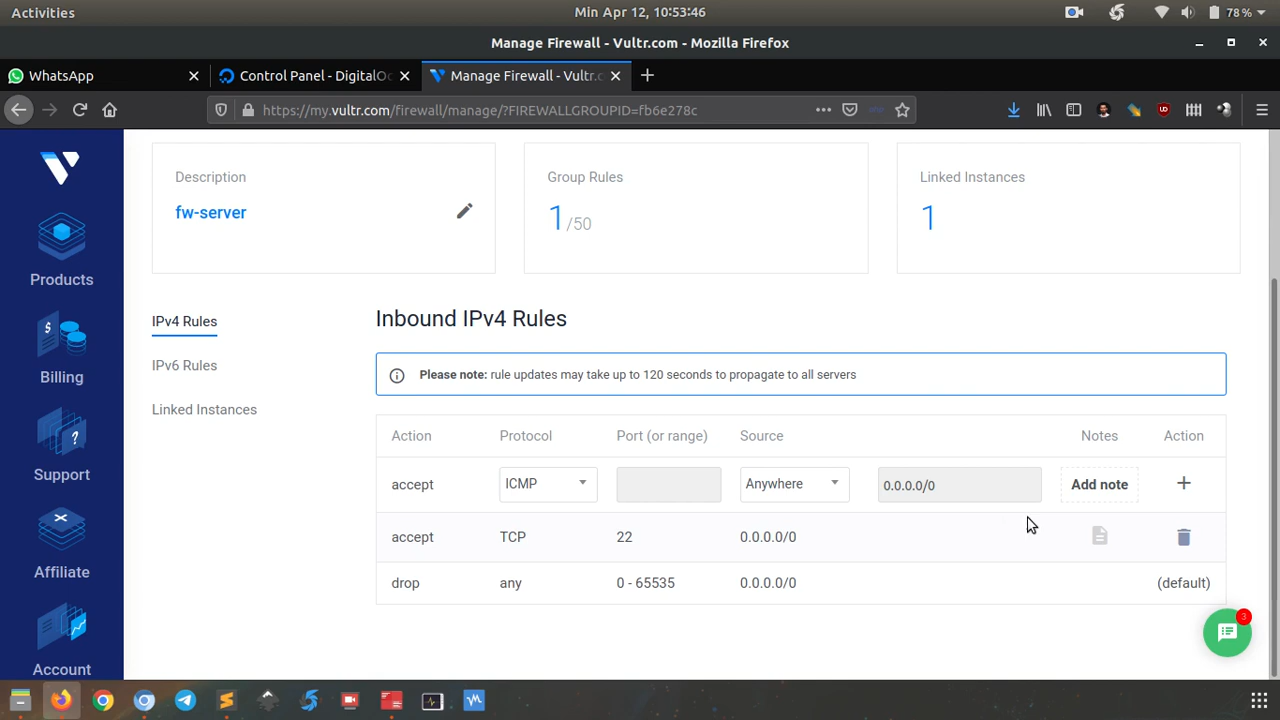 Activities
Min Apr 12, 10:53:46
78 %
Manage Firewall - Vultr.com - Mozilla Firefox
WhatsApp
Control Panel - DigitalOc
Manage Firewall - Vultr.c
https://my.vultr.com/firewall/manage/?FIREWALLGROUPID=fb6e278c
Products
Billing
Support
Affiliate
Account
Description
fw-server
Group Rules
1/50
Linked Instances
1
IPv4 Rules
IPv6 Rules
Linked Instances
Inbound IPv4 Rules
Please note: rule updates may take up to 120 seconds to propagate to all servers
Action Protocol Port (or range) Source Notes Action
accept ICMP Anywhere 0.0.0.0/0 Add note +
accept TCP 22 0.0.0.0/0
drop any 0 - 65535 0.0.0.0/0 (default)
3